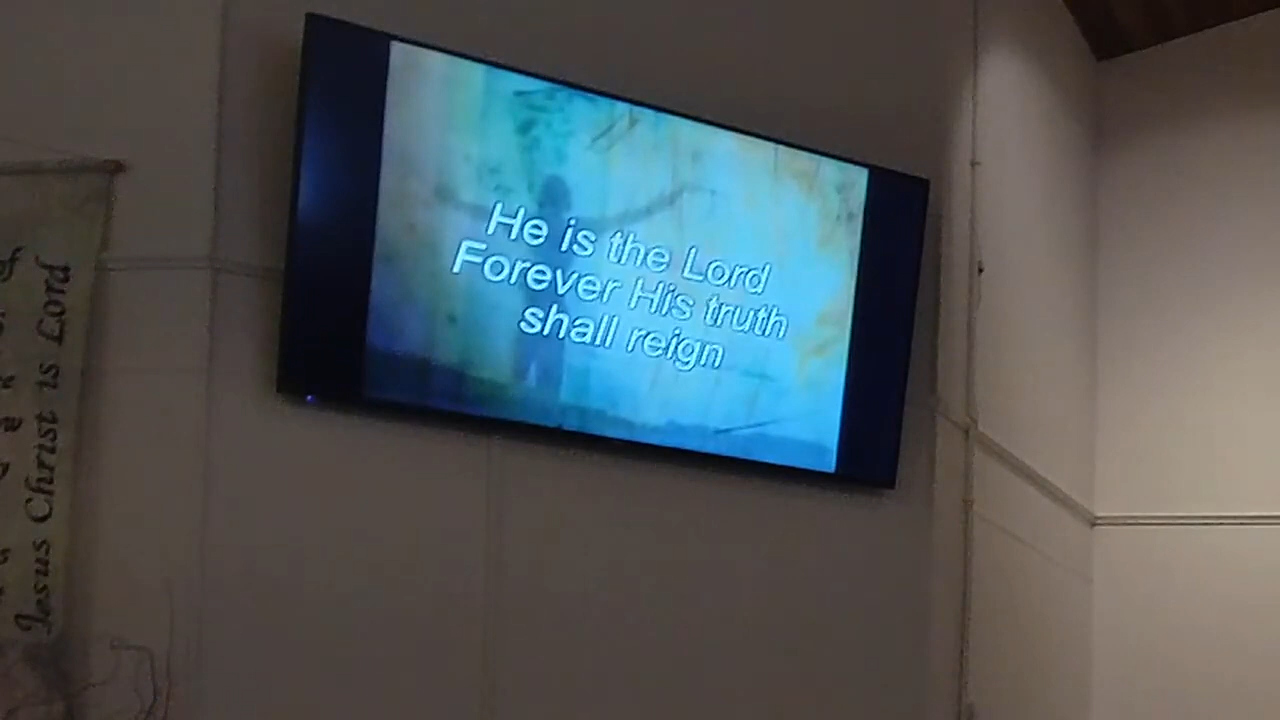 He is the Lord
Forever His truth
shall reign
Jesus Christ is Lord